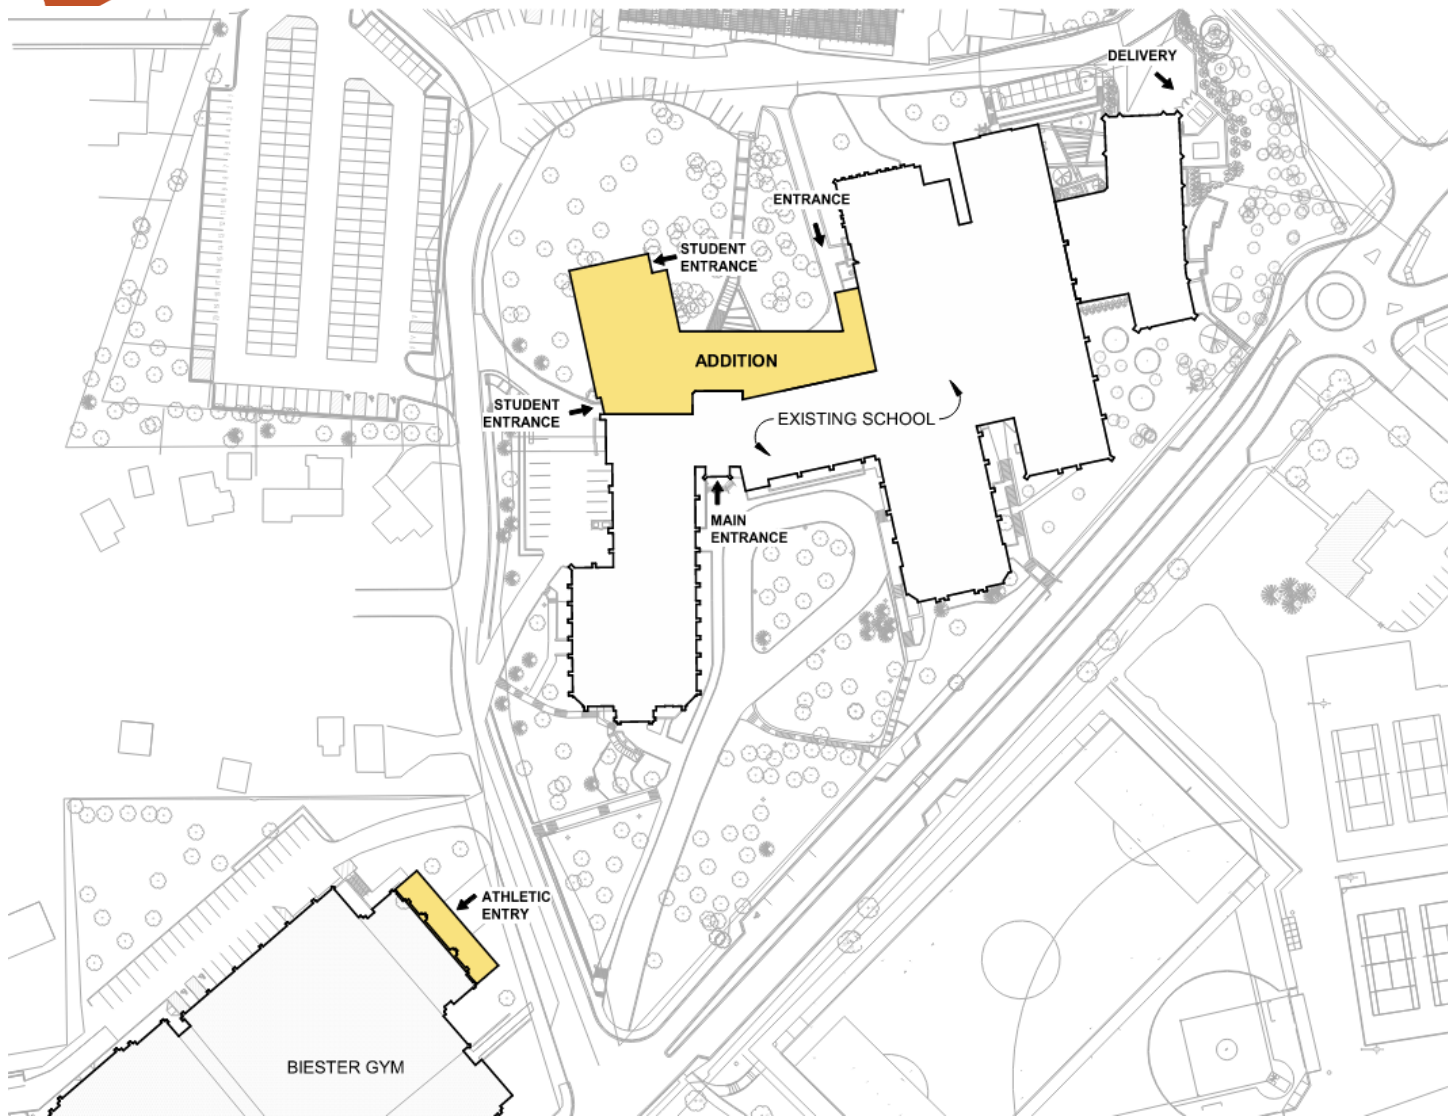 DELIVERY
ENTRANCE
STUDENT
ENTRANCE
ADDITION
STUDENT
ENTRANCE
EXISTING SCHOOL
MAIN
ENTRANCE
ATHLETIC
ENTRY
BIESTER GYM